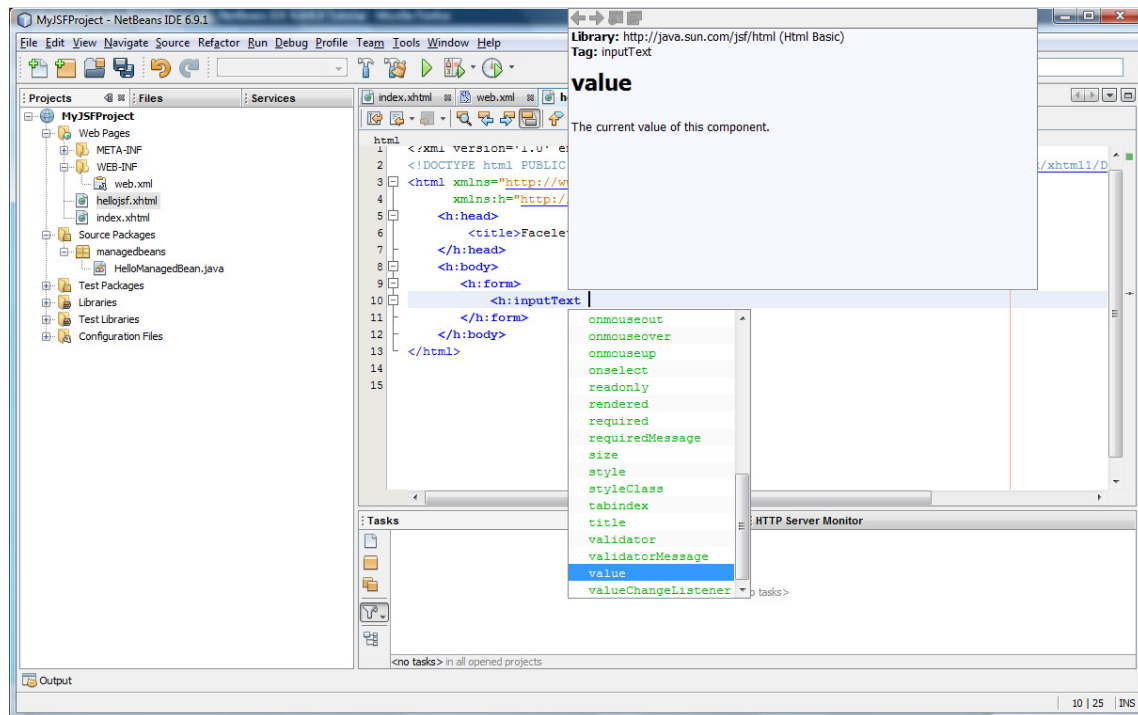 MyJSFProject - NetBeans IDE 6.9.1
File Edit View Navigate Source Refactor Run Debug Profile Team Tools Window Help
Projects Files Services
MyJSFProject
Web Pages
META-INF
WEB-INF
web.xml
hellojsf.xhtml
index.xhtml
Source Packages
managedbeans
HelloManagedBean.java
Test Packages
Libraries
Test Libraries
Configuration Files
index.xhtml web.xml
html
1 <?xml version='1.0'
2 <!DOCTYPE html PUBLIC
3 <html xmlns="http://
4 xmlns:h="http:/
5 <h:head>
6 <title>
7 </h:head>
8 <h:body>
9 <h:form>
10 <h:inputText
11 </h:form>
12 </h:body>
13 </html>
14
15
Library: http://java.sun.com/jsf/html (Html Basic)
Tag: inputText
value
The current value of this component.
/xhtml1/D
onmouseout
onmouseover
onmouseup
onselect
readonly
rendered
required
requiredMessage
size
style
styleClass
tabindex
title
validator
validatorMessage
value
valueChangeListener
Tasks
HTTP Server Monitor
tasks>
<no tasks> in all opened projects
Output
10 | 25 INS